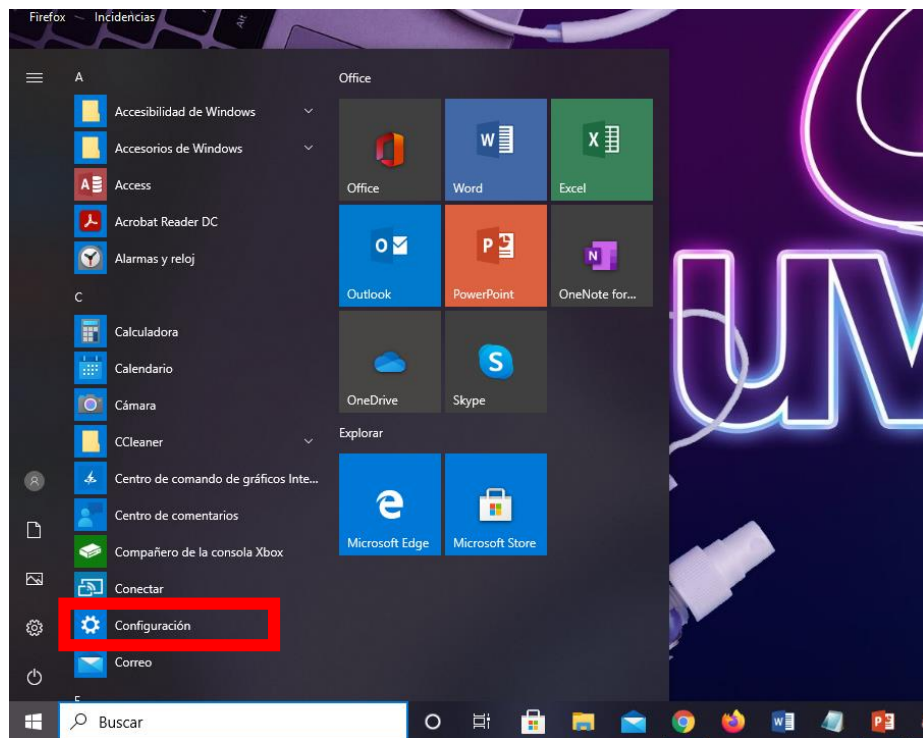 Firefox
Incidencias
A
Accesibilidad de Windows
Accesorios de Windows
Access
Acrobat Reader DC
Alarmas y reloj
C
Calculadora
Calendario
Cámara
CCleaner
Centro de comando de gráficos Inte...
Centro de comentarios
Compañero de la consola Xbox
Conectar
Configuración
Correo
Office
Office
Word
Excel
Outlook
PowerPoint
OneNote for...
OneDrive
Skype
Explorar
Microsoft Edge
Microsoft Store
Buscar
Alt